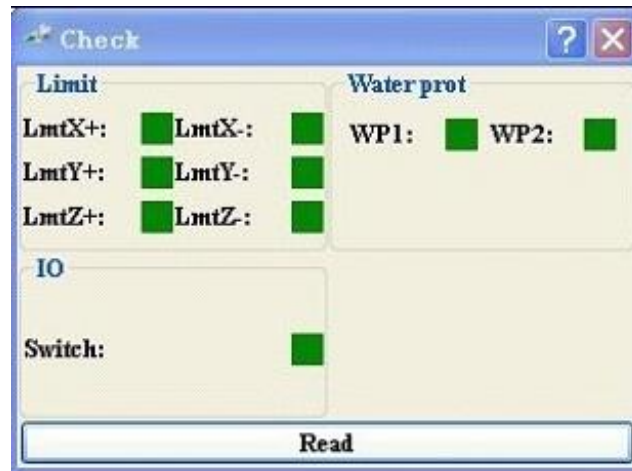 Check
Limit
LmtX+: LmtX-:
LmtY+: LmtY-:
LmtZ+: LmtZ-:
Water prot
WP1: WP2:
IO
Switch:
Read